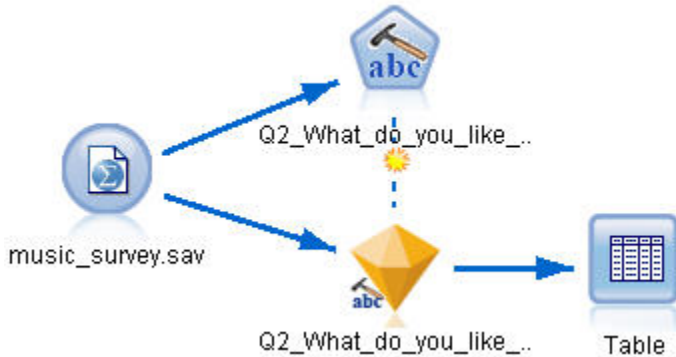 abc
Q2_What_do_you_like_..
music_survey.sav
abc
Q2_What_do_you_like_..
Table